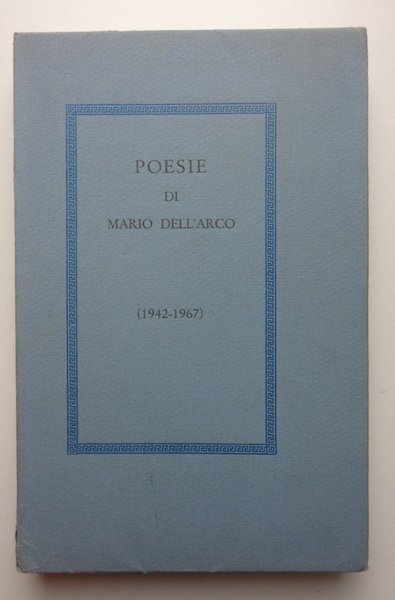 POESIE
DI
MARIO DELL'ARCO
(1942-1967)